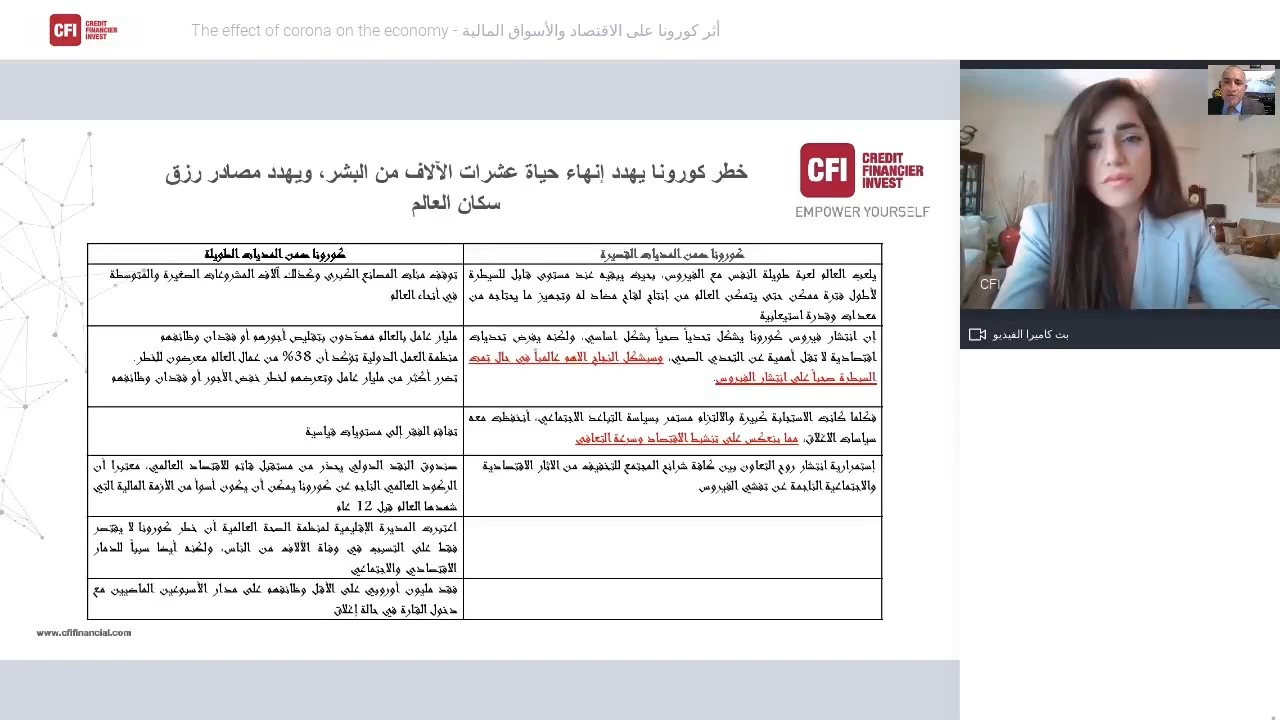 CFI CREDIT FINANCIER INVEST
The effect of corona on the economy - أثر كورونا على الاقتصاد والأسواق المالية
CFI
بث كاميرا الفيديو
CFI CREDIT FINANCIER INVEST
EMPOWER YOURSELF
خطر كورونا يهدد إنهاء حياة عشرات الآلاف من البشر، ويهدد مصادر رزق
سكان العالم
كورونا ضمن المديات القصيرة
كورونا ضمن المديات الطويلة
يلعب العالم لعبة طويلة النفس مع الفيروس، بحيث يبقيه عند مستوى قابل للسيطرة
لأطول فترة ممكن حتى يتمكن العالم من إنتاج لقاح مضاد له وتجهيز ما يحتاجه من
معدات وقدرة استيعابية
توقف مئات المصانع الكبرى وكذلك آلاف المشروعات الصغيرة والمتوسطة
في أنحاء العالم
إن انتشار فيروس كورونا يشكل تحدياً صحياً بشكل اساسي، ولكنه يفرض تحديات
اقتصادية لا تقل أهمية عن التحدي الصحي، وسيشكل النجاح الاهم عالمياً في حال تمت
السيطرة صحياً على انتشار الفيروس.
مليار عامل بالعالم مهدّدون بتقليص أجورهم أو فقدان وظائفهم
منظمة العمل الدولية تؤكد أن 38% من عمال العالم معرضون للخطر.
تضرر أكثر من مليار عامل وتعرضهم لخطر خفض الأجور أو فقدان وظائفهم
فكلما كانت الاستجابة كبيرة والالتزام مستمر بسياسة التباعد الاجتماعي، أنخفظت معه
سياسات الاغلاق، مما ينعكس على تنشيط الاقتصاد وسرعة التعافي
تفاقم الفقر إلى مستويات قياسية
إستمرارية انتشار روح التعاون بين كافة شرائح المجتمع للتخفيف من الآثار الاقتصادية
والاجتماعية الناجمة عن تفشي الفيروس
صندوق النقد الدولي يحذر من مستقبل قاتم للاقتصاد العالمي، معتبرا أن
الركود العالمي الناجم عن كورونا يمكن أن يكون أسوأ من الأزمة المالية التي
شهدها العالم قبل 12 عام
اعتبرت المديرة الإقليمية لمنظمة الصحة العالمية أن خطر كورونا لا يقتصر
فقط على التسبب في وفاة الآلاف من الناس، ولكنه أيضا سبباً للدمار
الاقتصادي والاجتماعي
فقد مليون أوروبي على الأقل وظائفهم على مدار الأسبوعين الماضيين مع
دخول القارة في حالة إغلاق
www.cfifinancial.com